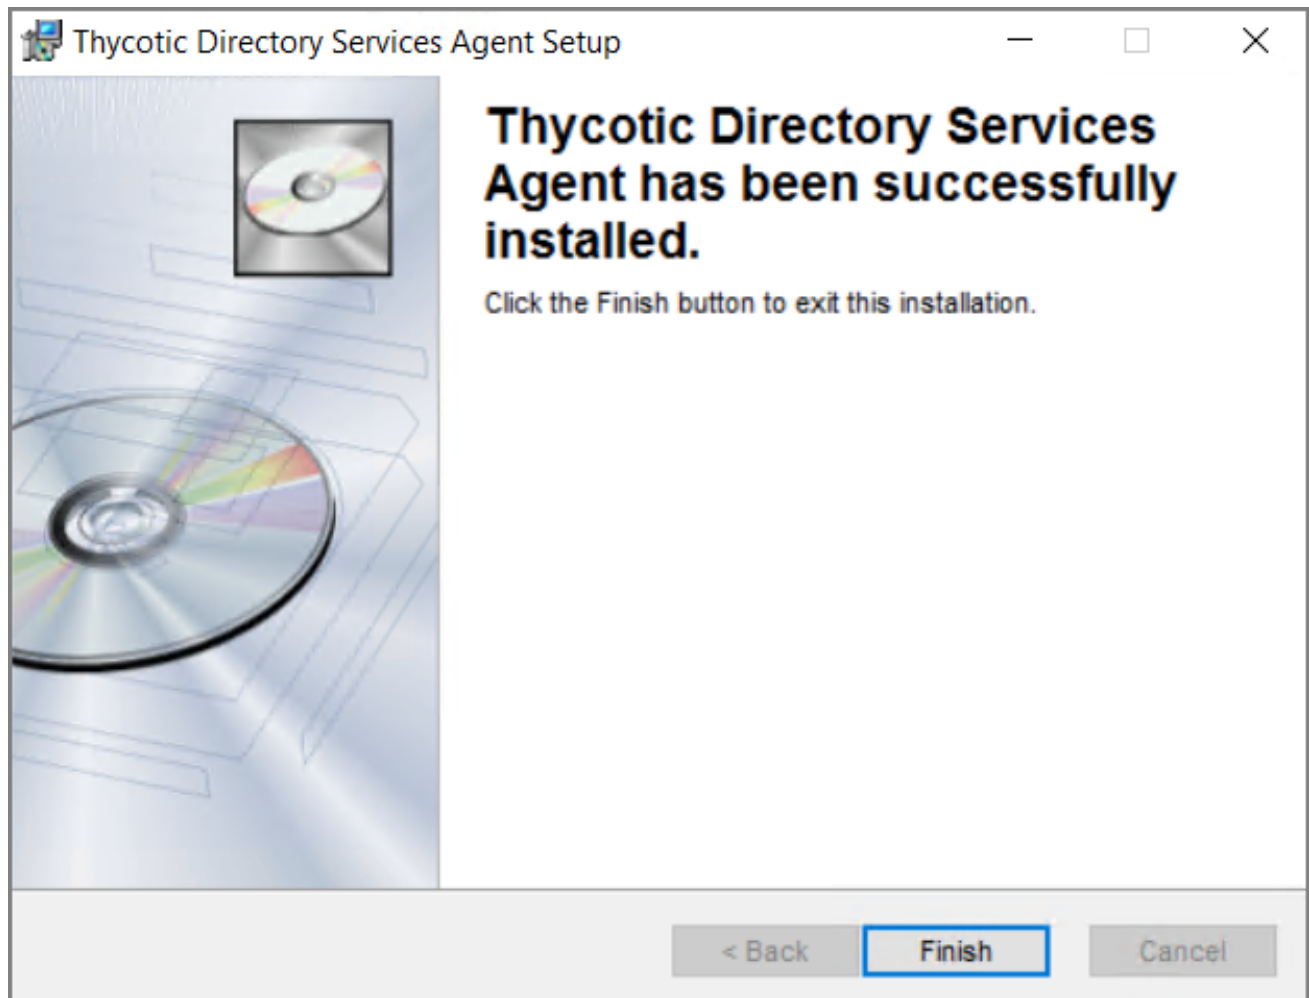 Thycotic Directory Services Agent Setup
Thycotic Directory Services
Agent has been successfully
installed.
Click the Finish button to exit this installation.
< Back
Finish
Cancel